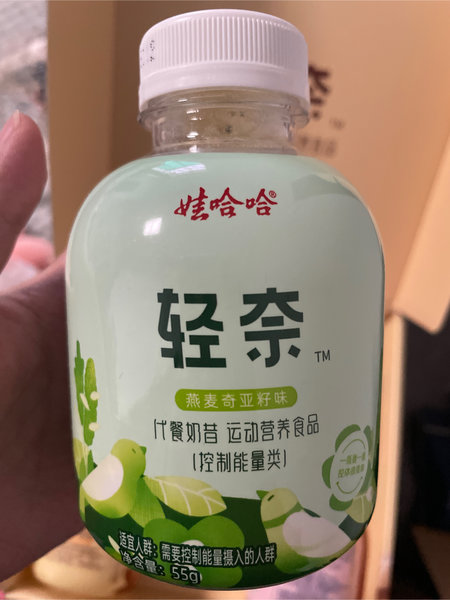 娃哈哈®
轻奈™
燕麦奇亚籽味
代餐奶昔 运动营养食品
(控制能量类)
适宜人群：需要控制能量摄入的人群
净含量：55g